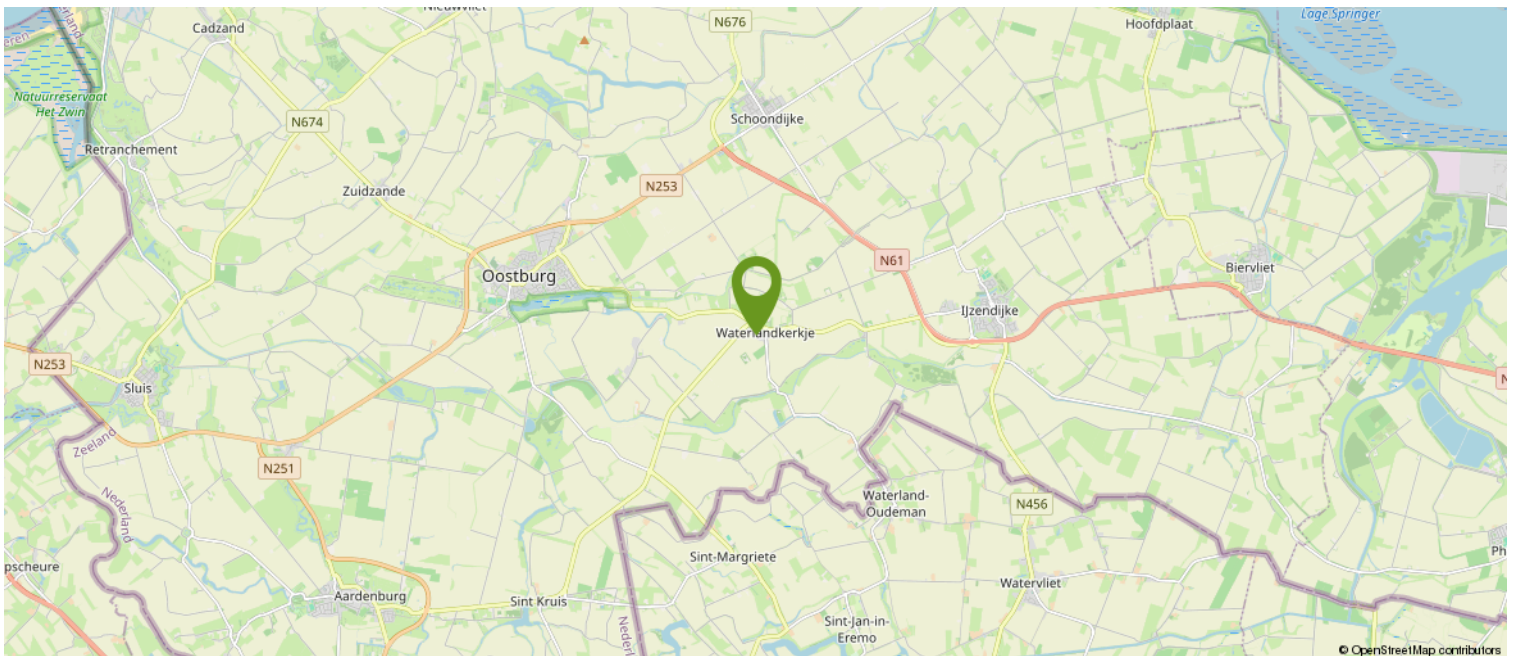 Cadzand
N676
Hoofdplaat
Lage Springer
Natuurreservaat
Het Zwin
N674
Schoondijke
Retranchement
Zuidzande
N253
Oostburg
N61
Biervliet
IJzendijke
Waterlandkerkje
N253
Sluis
Zeeland
N251
Nederland
Waterland-
Oudeman
N456
Sint-Margriete
Watervliet
Aardenburg
Sint Kruis
Sint-Jan-in-
Eremo
© OpenStreetMap contributors